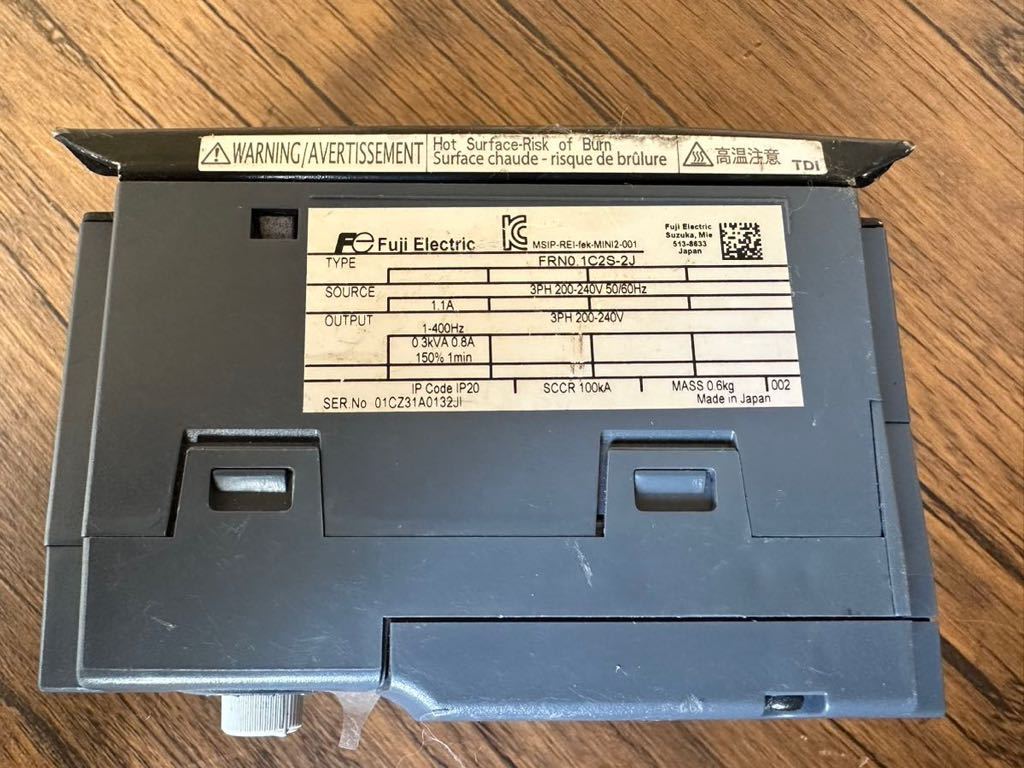 WARNING/AVERTISSEMENT
Hot Surface-Risk of Burn
Surface chaude - risque de brûlure
高温注意 TDI
Fe Fuji Electric
MSIP-REI-fek-MINI2-001
Fuji Electric
Suzuka, Mie
513-8633
Japan
TYPE FRN0.1C2S-2J
SOURCE 3PH 200-240V 50/60Hz
1.1A
OUTPUT 3PH 200-240V
1-400Hz
0.3kVA 0.8A
150% 1min
IP Code IP20 SCCR 100kA MASS 0.6kg 002
SER.No 01CZ31A0132JI Made in Japan